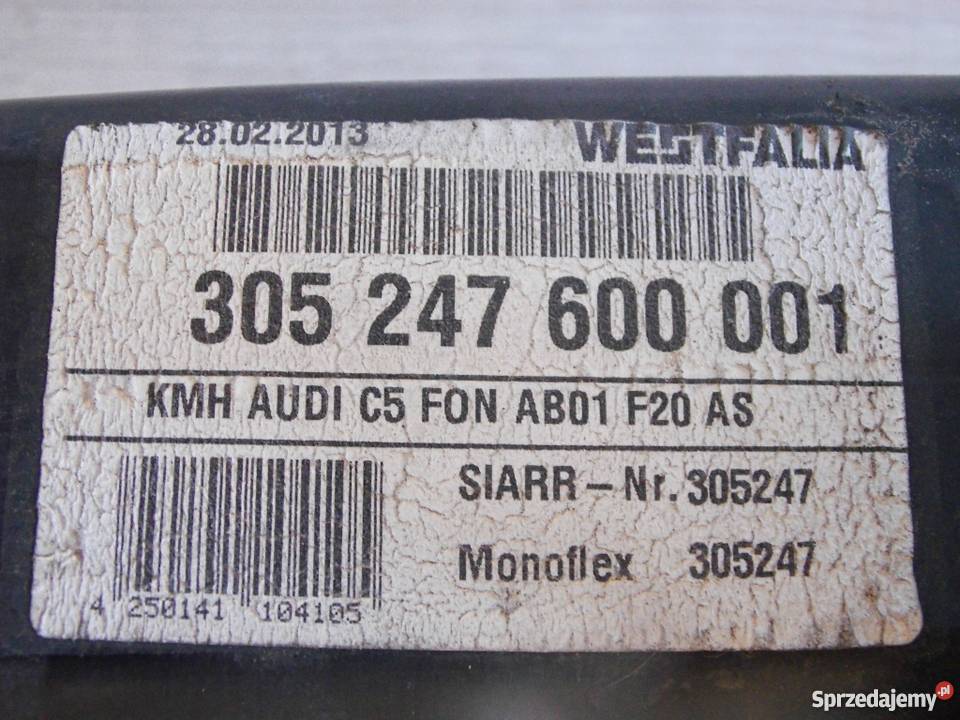 28.02.2013 WESTFALIA
305 247 600 001
KMH AUDI C5 FON AB01 F20 AS
SIARR-Nr. 305247
Monoflex 305247
4 250141 104105
Sprzedajemy.pl